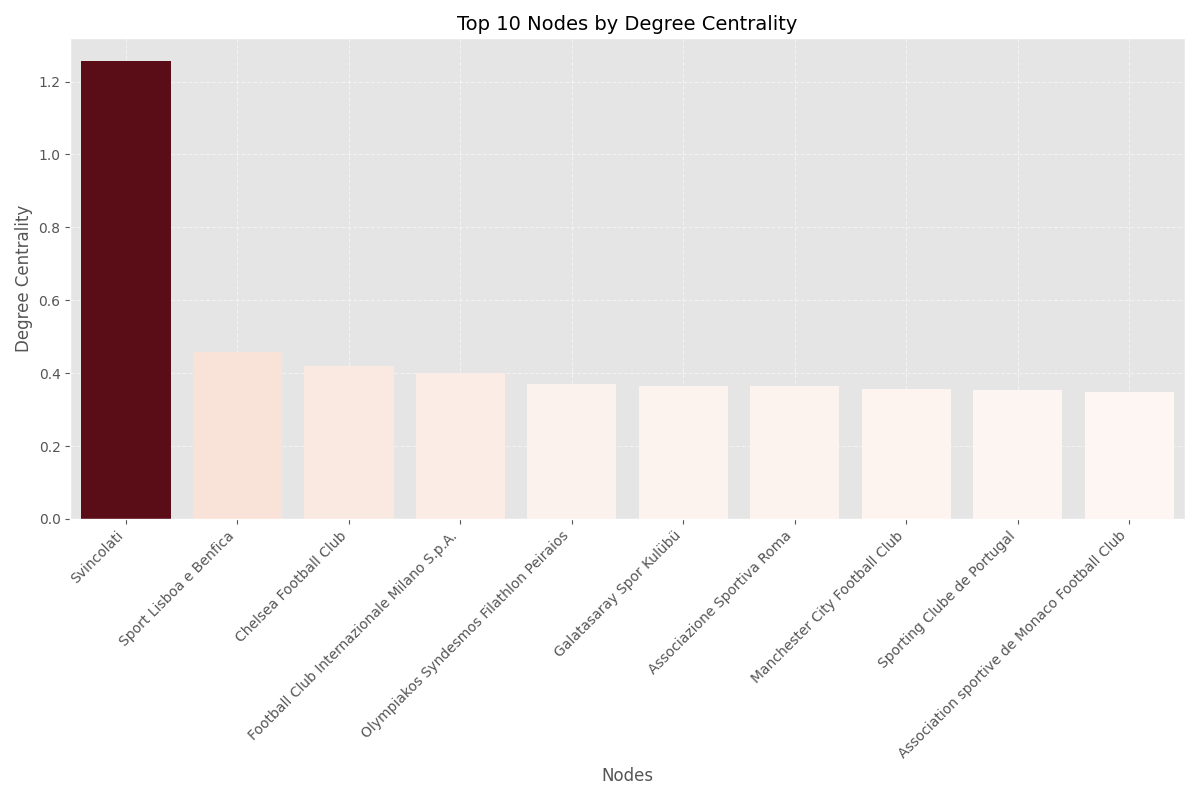 Top 10 Nodes by Degree Centrality
Degree Centrality
1.2
1.0
0.8
0.6
0.4
0.2
0.0
Svincolati
Sport Lisboa e Benfica
Chelsea Football Club
Football Club Internazionale Milano S.p.A.
Olympiakos Syndesmos Filathlon Peiraios
Galatasaray Spor Kulübü
Associazione Sportiva Roma
Manchester City Football Club
Sporting Clube de Portugal
Association sportive de Monaco Football Club
Nodes